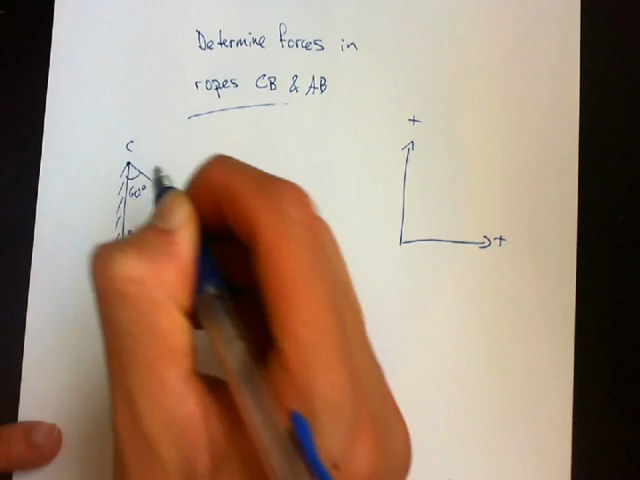 Determine forces in
ropes CB & AB
+
C
60°
+